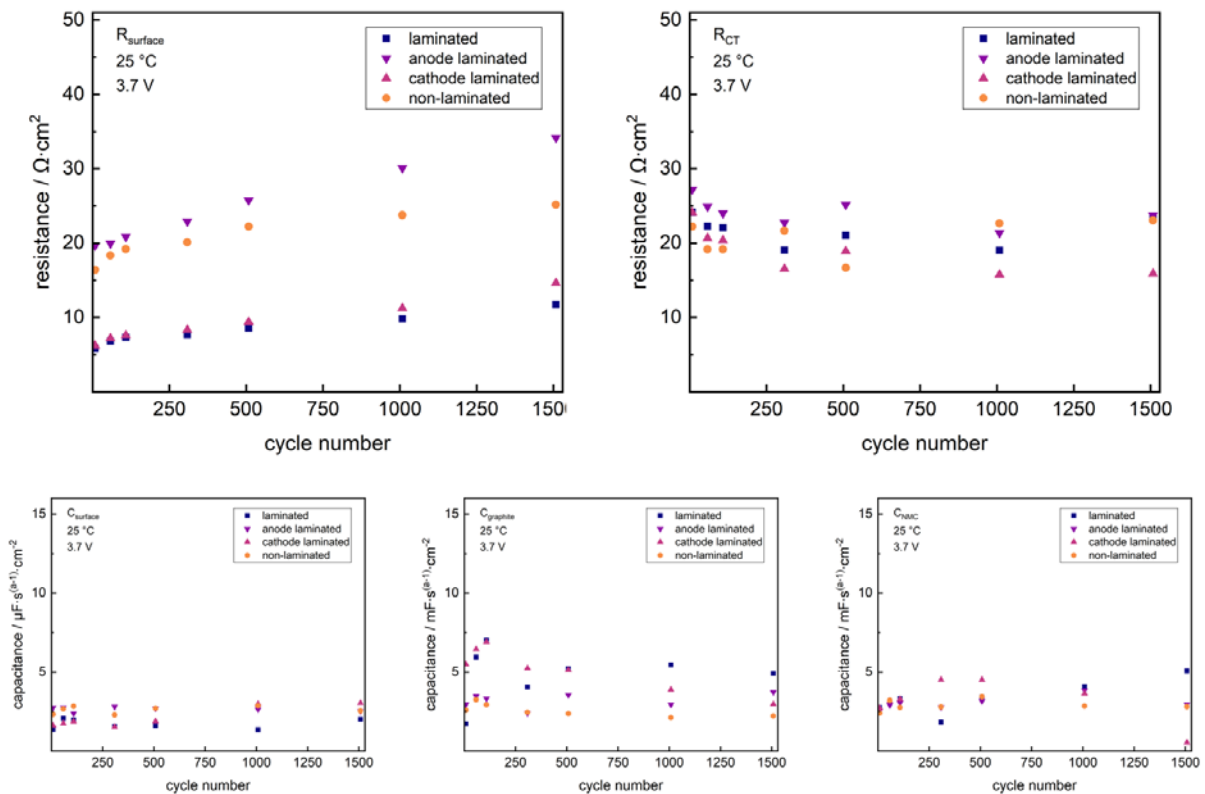 R_surface
25 °C
3.7 V
laminated
anode laminated
cathode laminated
non-laminated
50
40
30
20
10
resistance / Ω·cm²
250 500 750 1000 1250 1500
cycle number
R_CT
25 °C
3.7 V
laminated
anode laminated
cathode laminated
non-laminated
50
40
30
20
10
resistance / Ω·cm²
250 500 750 1000 1250 1500
cycle number
C_surface
25 °C
3.7 V
laminated
anode laminated
cathode laminated
non-laminated
15
10
5
capacitance / µF·s^(a-1)·cm^-2
250 500 750 1000 1250 1500
cycle number
C_graphite
25 °C
3.7 V
laminated
anode laminated
cathode laminated
non-laminated
15
10
5
capacitance / mF·s^(a-1)·cm^-2
250 500 750 1000 1250 1500
cycle number
C_NMC
25 °C
3.7 V
laminated
anode laminated
cathode laminated
non-laminated
15
10
5
capacitance / mF·s^(a-1)·cm^-2
250 500 750 1000 1250 1500
cycle number